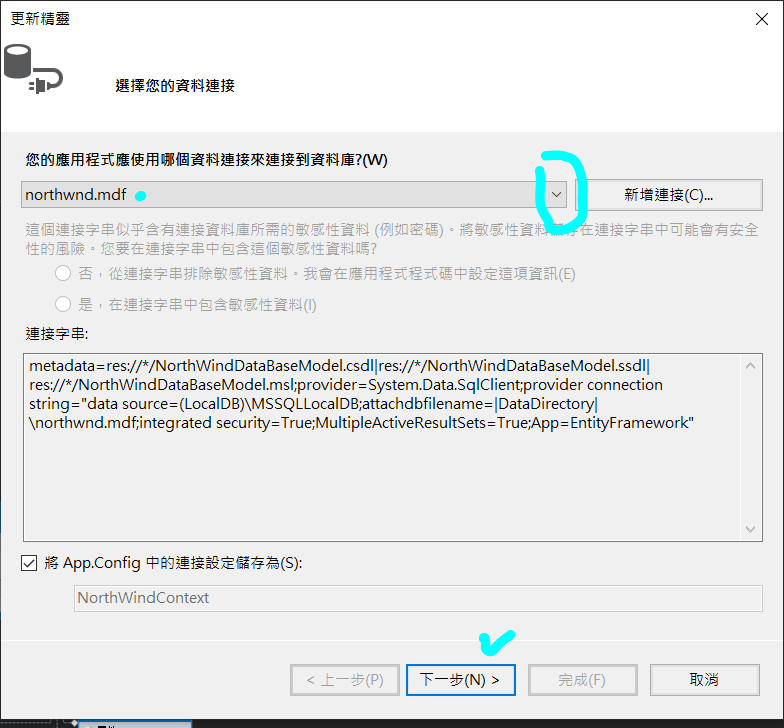 更新精靈
選擇您的資料連接
您的應用程式應使用哪個資料連接來連接到資料庫?(W)
northwnd.mdf
新增連接(C)...
這個連接字串似乎含有連接資料庫所需的敏感性資料 (例如密碼)。將敏感性資料存在連接字串中可能會有安全
性的風險。您要在連接字串中包含這個敏感性資料嗎?
否，從連接字串排除敏感性資料。我會在應用程式程式碼中設定這項資訊(E)
是，在連接字串中包含敏感性資料(I)
連接字串:
metadata=res://*/NorthWindDataBaseModel.csdl|res://*/NorthWindDataBaseModel.ssdl|
res://*/NorthWindDataBaseModel.msl;provider=System.Data.SqlClient;provider connection
string="data source=(LocalDB)\MSSQLLocalDB;attachdbfilename=|DataDirectory|
\northwnd.mdf;integrated security=True;MultipleActiveResultSets=True;App=EntityFramework"
將 App.Config 中的連接設定儲存為(S):
NorthWindContext
< 上一步(P)
下一步(N) >
完成(F)
取消